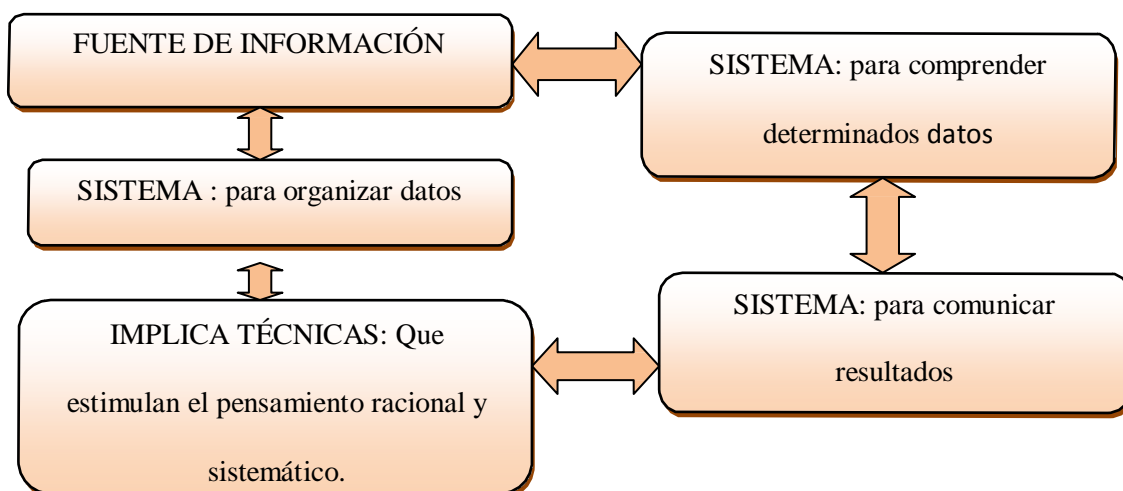 FUENTE DE INFORMACIÓN
SISTEMA: para comprender
determinados datos
SISTEMA : para organizar datos
SISTEMA: para comunicar
resultados
IMPLICA TÉCNICAS: Que
estimulan el pensamiento racional y
sistemático.